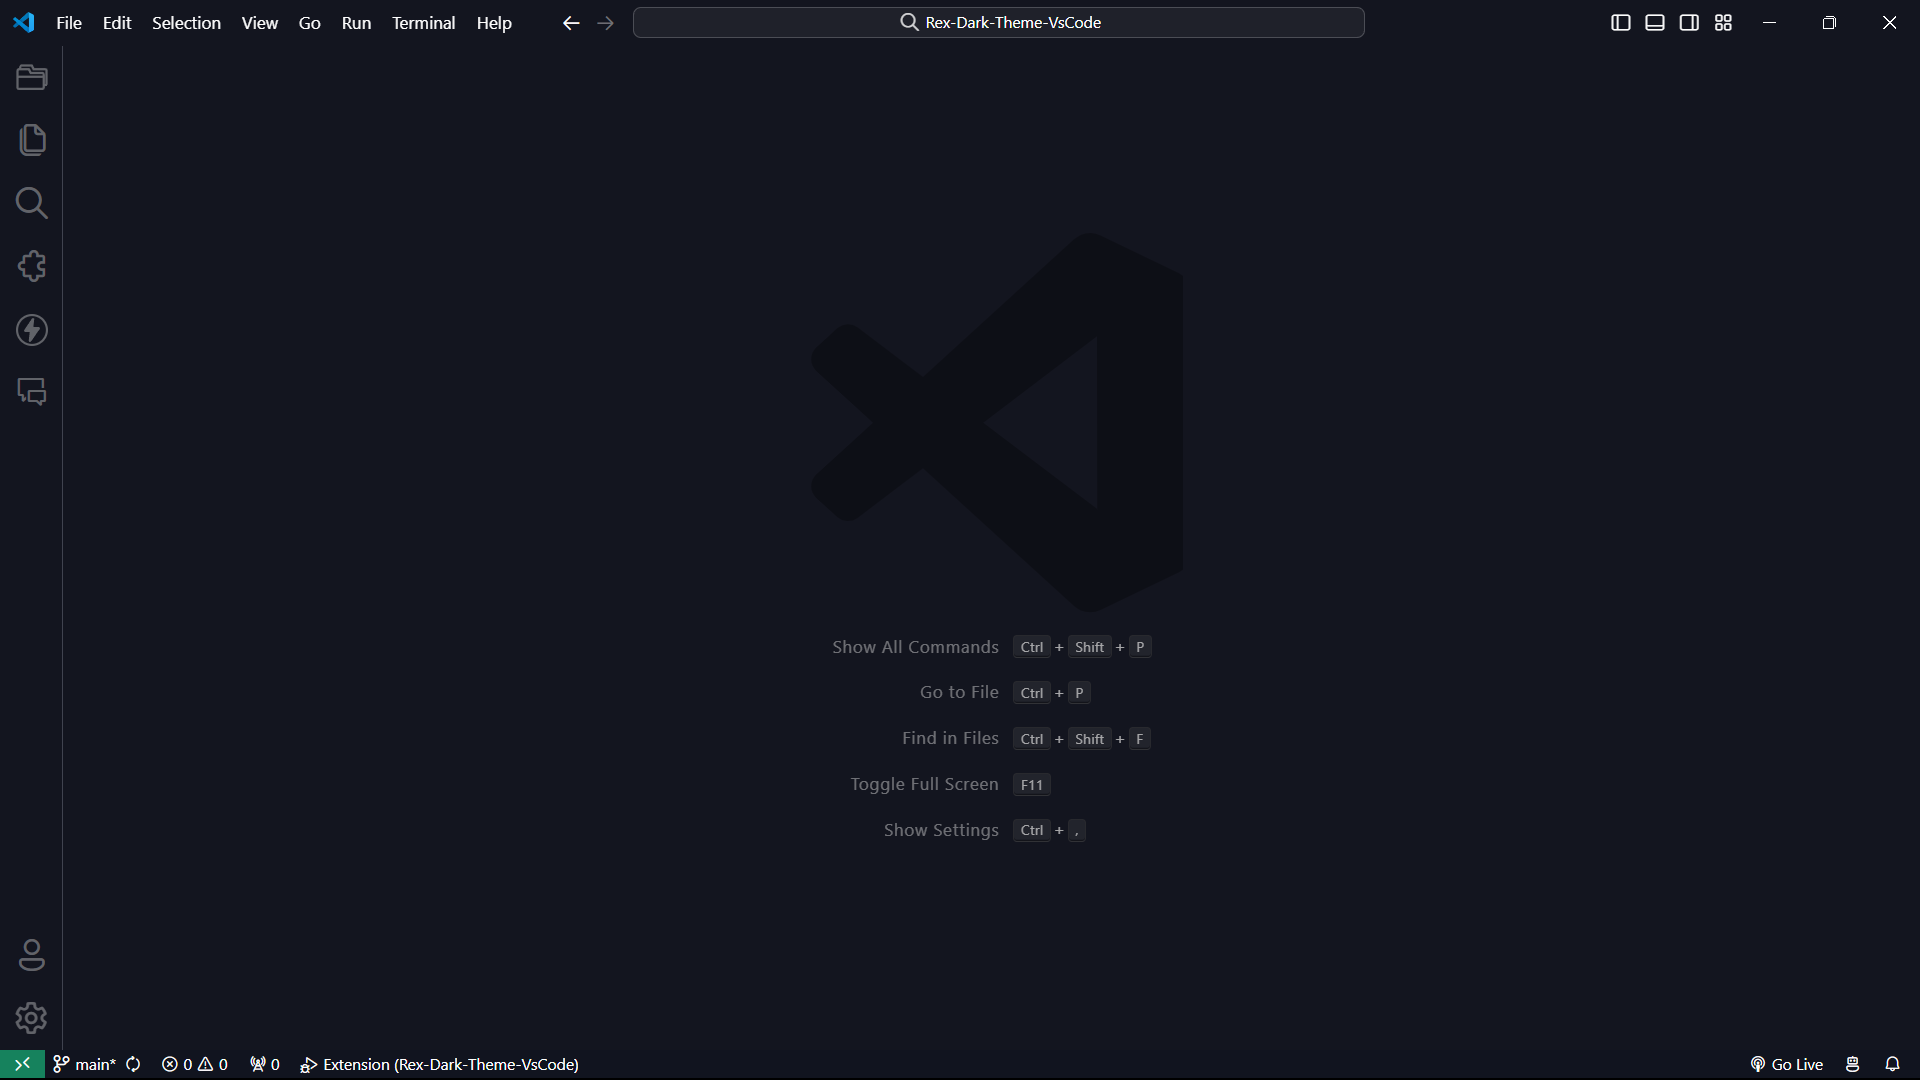 File Edit Selection View Go Run Terminal Help Rex-Dark-Theme-VsCode
Show All Commands Ctrl + Shift + P
Go to File Ctrl + P
Find in Files Ctrl + Shift + F
Toggle Full Screen F11
Show Settings Ctrl + ,
main* 0 0 0 Extension (Rex-Dark-Theme-VsCode) Go Live